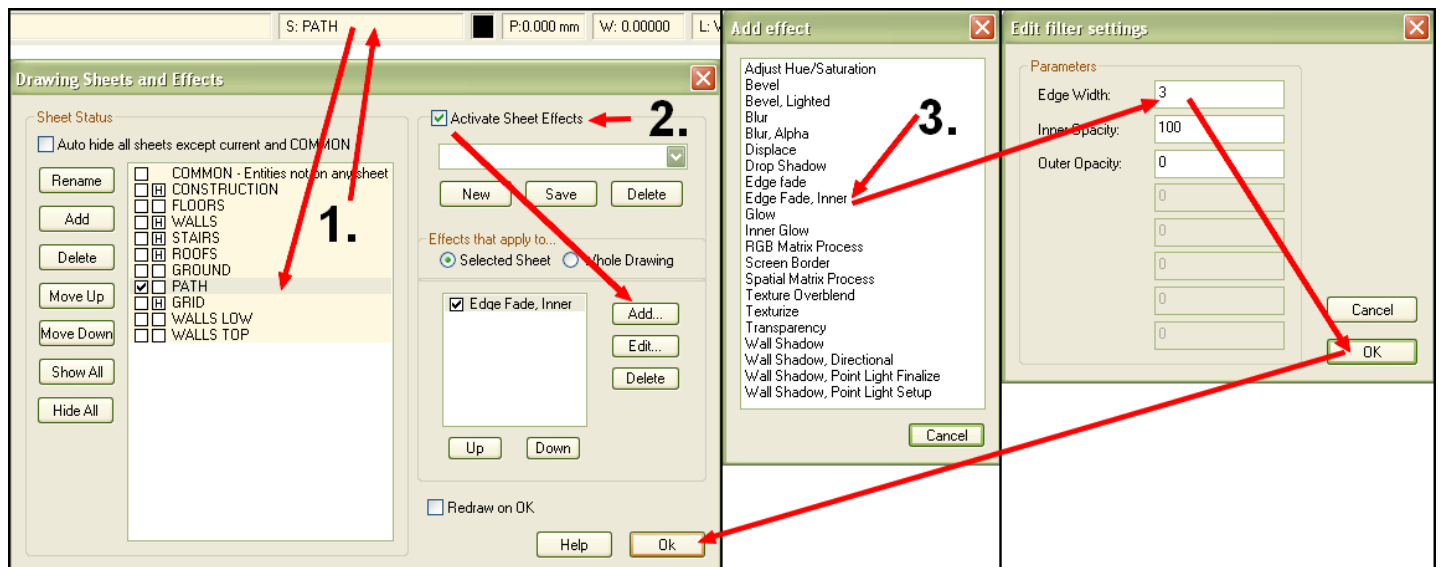 S: PATH
P:0.000 mm
W: 0.00000
L: V
Drawing Sheets and Effects
Sheet Status
Auto hide all sheets except current and COMMON
Rename
Add
Delete
Move Up
Move Down
Show All
Hide All
COMMON - Entities not on any sheet
H CONSTRUCTION
FLOORS
H WALLS
H STAIRS
H ROOFS
GROUND
PATH
H GRID
WALLS LOW
WALLS TOP
1.
Activate Sheet Effects
2.
New
Save
Delete
Effects that apply to...
Selected Sheet
Whole Drawing
Edge Fade, Inner
Add...
Edit...
Delete
Up
Down
Redraw on OK
Help
Ok
Add effect
Adjust Hue/Saturation
Bevel
Bevel, Lighted
Blur
Blur, Alpha
Displace
Drop Shadow
Edge fade
Edge Fade, Inner
Glow
Inner Glow
RGB Matrix Process
Screen Border
Spatial Matrix Process
Texture Overblend
Texturize
Transparency
Wall Shadow
Wall Shadow, Directional
Wall Shadow, Point Light Finalize
Wall Shadow, Point Light Setup
3.
Cancel
Edit filter settings
Parameters
Edge Width:
3
Inner Opacity:
100
Outer Opacity:
0
0
0
0
0
0
Cancel
OK